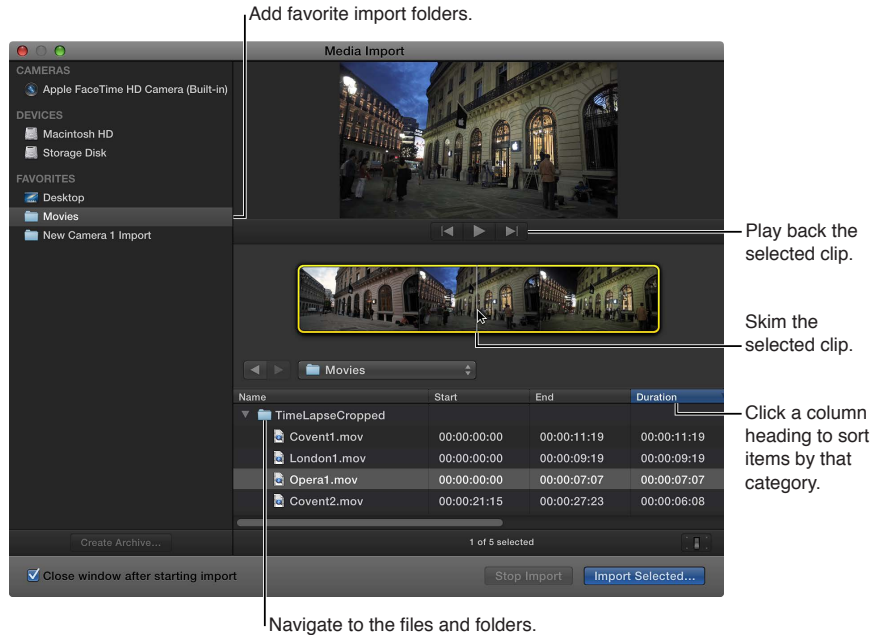 Add favorite import folders.
Media Import
CAMERAS
Apple FaceTime HD Camera (Built-in)
DEVICES
Macintosh HD
Storage Disk
FAVORITES
Desktop
Movies
New Camera 1 Import
Play back the
selected clip.
Skim the
selected clip.
Movies
Name Start End Duration
TimeLapseCropped
Covent1.mov 00:00:00:00 00:00:11:19 00:00:11:19
London1.mov 00:00:00:00 00:00:09:19 00:00:09:19
Opera1.mov 00:00:00:00 00:00:07:07 00:00:07:07
Covent2.mov 00:00:21:15 00:00:27:23 00:00:06:08
Click a column
heading to sort
items by that
category.
Create Archive...
1 of 5 selected
Close window after starting import
Stop Import
Import Selected...
Navigate to the files and folders.